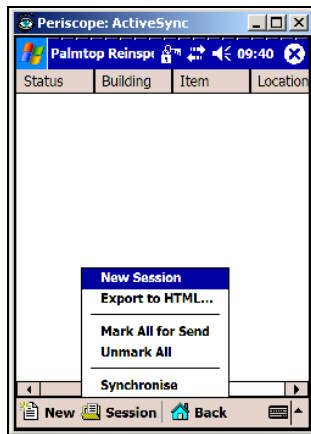 Periscope: ActiveSync
Palmtop Reinsp 09:40
Status Building Item Location
New Session
Export to HTML...
Mark All for Send
Unmark All
Synchronise
New Session Back